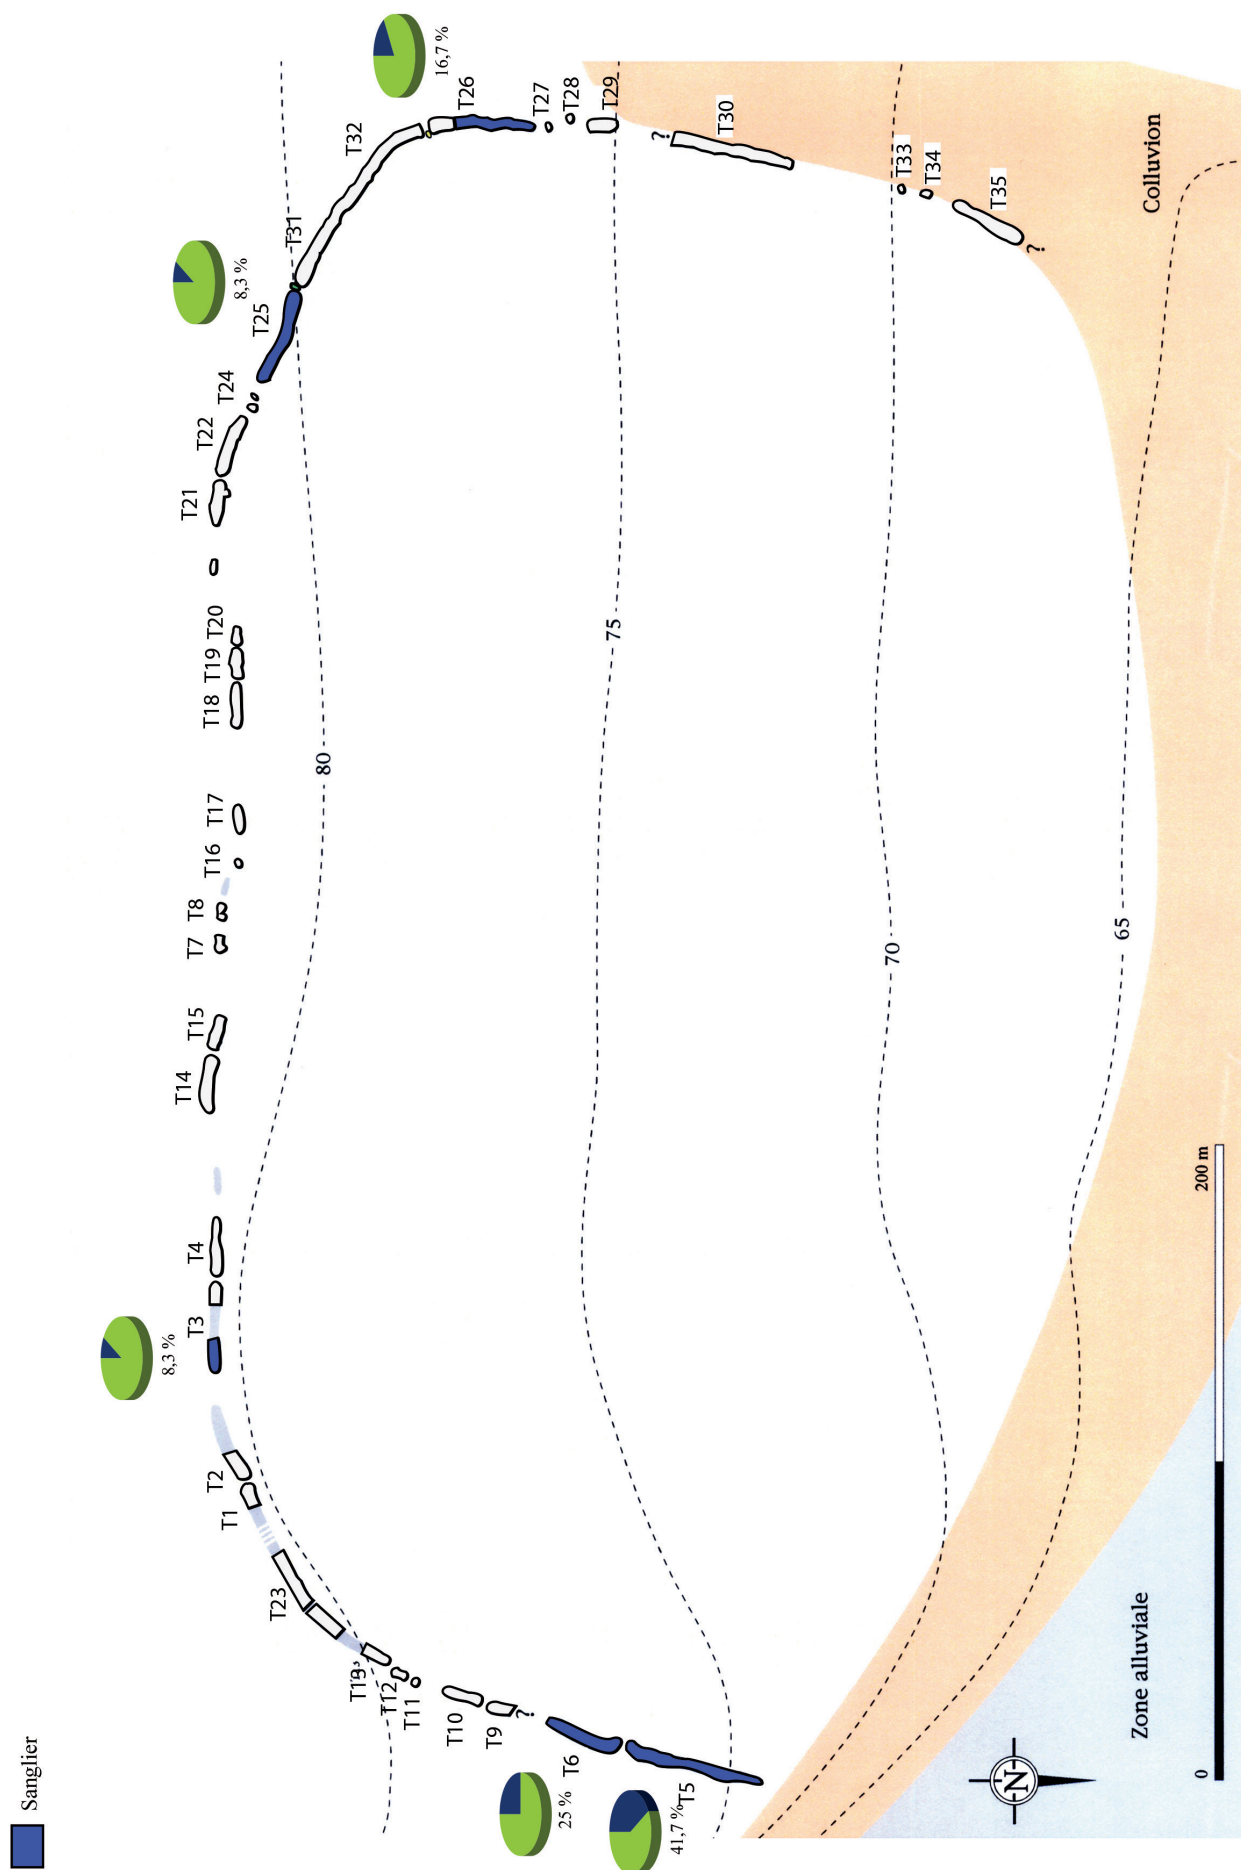 Sanglier
8,3 %
8,3 %
16,7 %
25 %
41,7 %
T5
T6
?
T9
T10
T11
T12
T13'
T23
T1
T2
T3
T4
T14
T15
T7
T8
T16
T17
T18
T19
T20
T21
T22
T24
T25
T31
T32
T26
T27
T28
T29
?
T30
T33
T34
T35
?
80
75
70
65
Zone alluviale
Colluvion
N
0
200 m